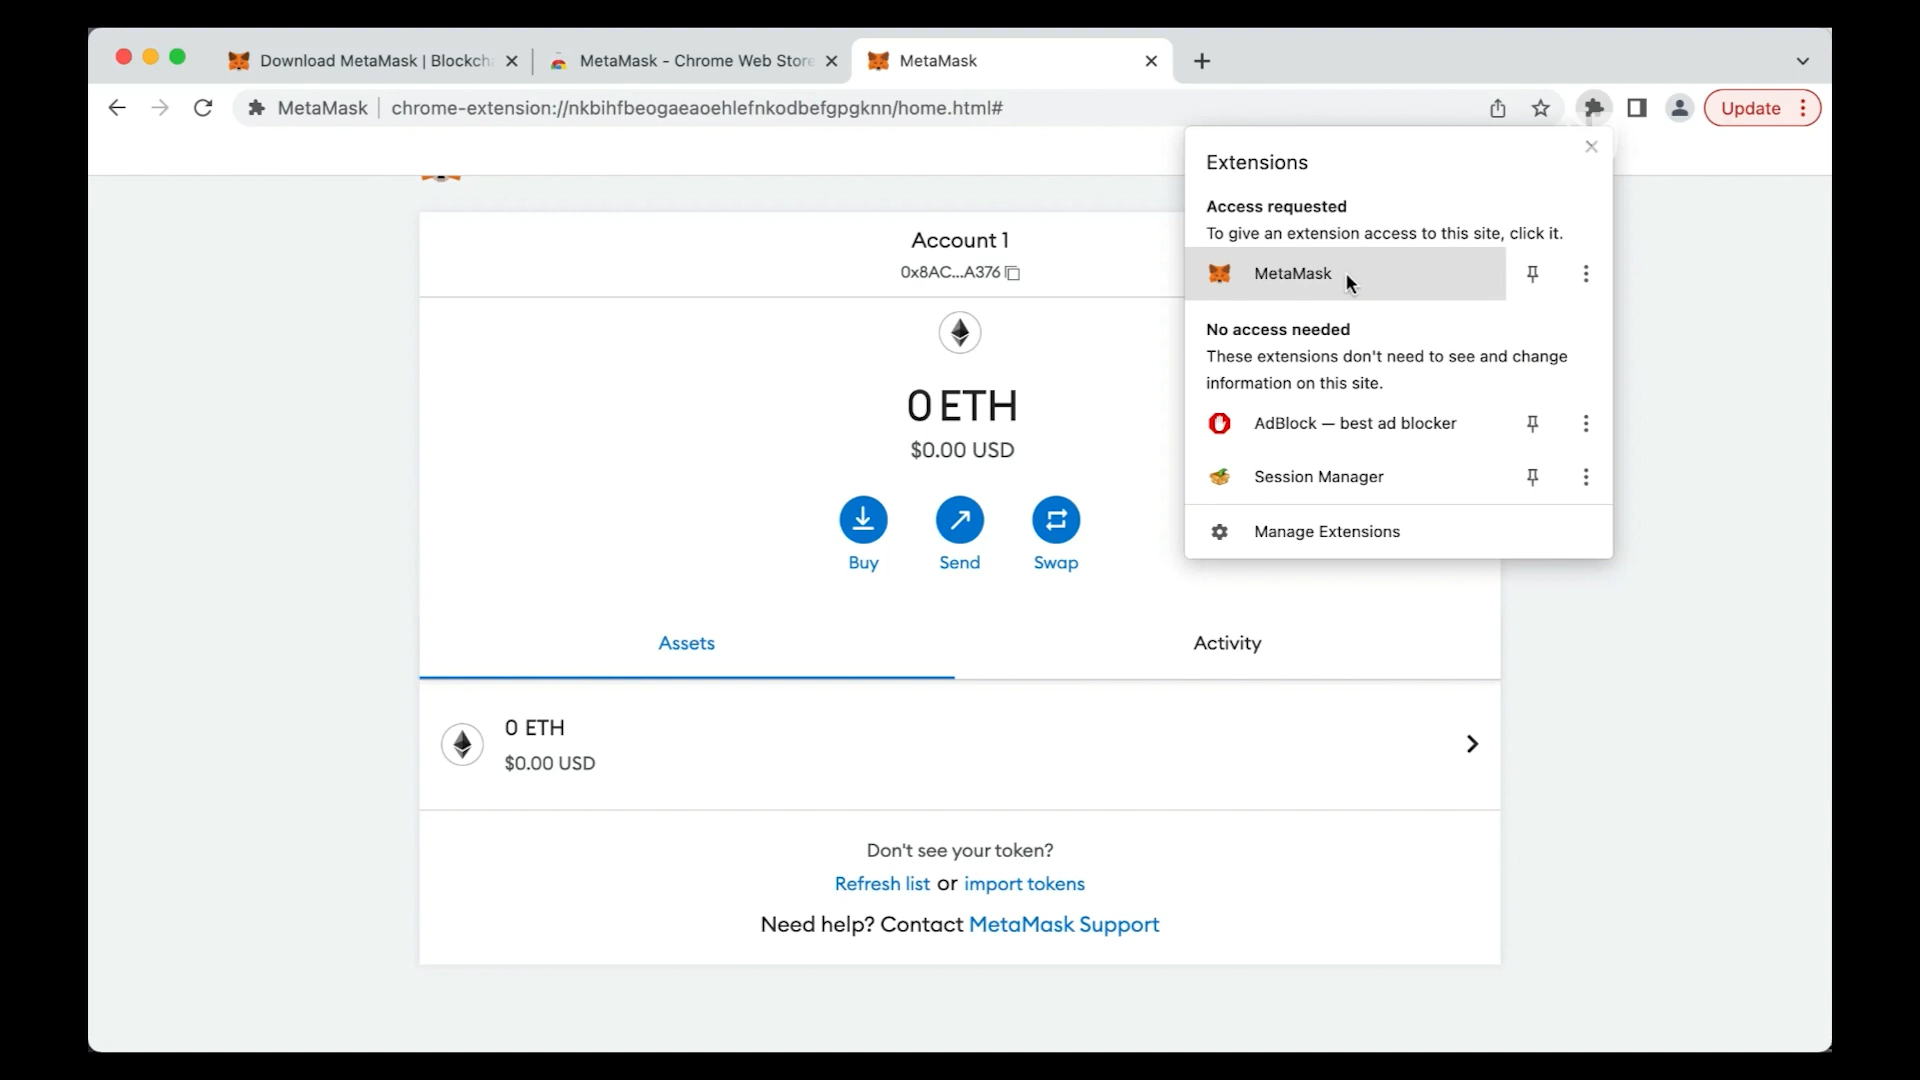 Download MetaMask | Blockch
MetaMask - Chrome Web Store
MetaMask
MetaMask
chrome-extension://nkbihfbeogaeaoehlefnkodbefgpgknn/home.html#
Update
Extensions
Access requested
To give an extension access to this site, click it.
MetaMask
No access needed
These extensions don't need to see and change
information on this site.
AdBlock — best ad blocker
Session Manager
Manage Extensions
Account 1
0x8AC...A376
0 ETH
$0.00 USD
Buy
Send
Swap
Assets
Activity
0 ETH
$0.00 USD
Don't see your token?
Refresh list or import tokens
Need help? Contact MetaMask Support